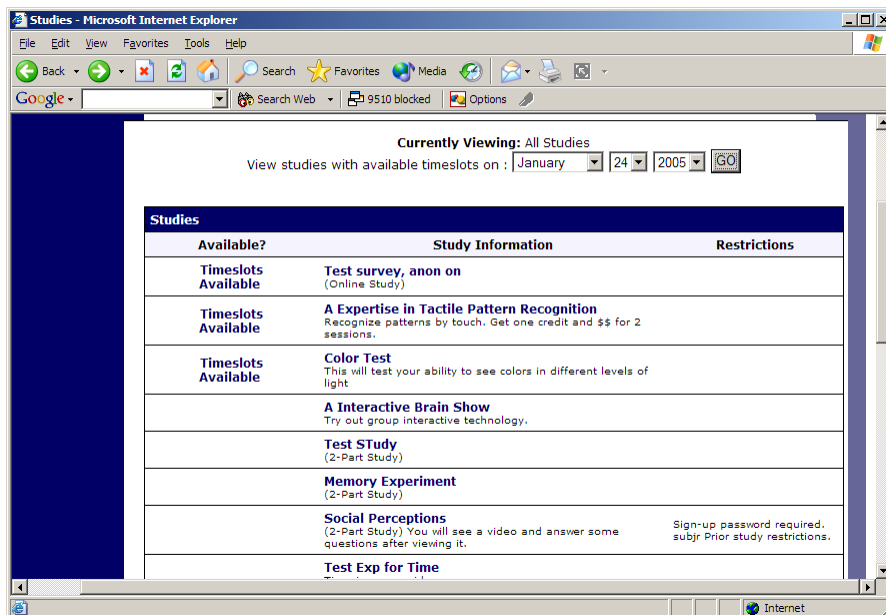 Studies - Microsoft Internet Explorer
File Edit View Favorites Tools Help
Back Search Favorites Media
Google Search Web 9510 blocked Options
Currently Viewing: All Studies
View studies with available timeslots on : January 24 2005 GO
Studies
Available? Study Information Restrictions
Timeslots Available
Test survey, anon on
(Online Study)
Timeslots Available
A Expertise in Tactile Pattern Recognition
Recognize patterns by touch. Get one credit and $$ for 2
sessions.
Timeslots Available
Color Test
This will test your ability to see colors in different levels of
light
A Interactive Brain Show
Try out group interactive technology.
Test STudy
(2-Part Study)
Memory Experiment
(2-Part Study)
Social Perceptions
(2-Part Study) You will see a video and answer some
questions after viewing it.
Sign-up password required.
subjr Prior study restrictions.
Test Exp for Time
Internet